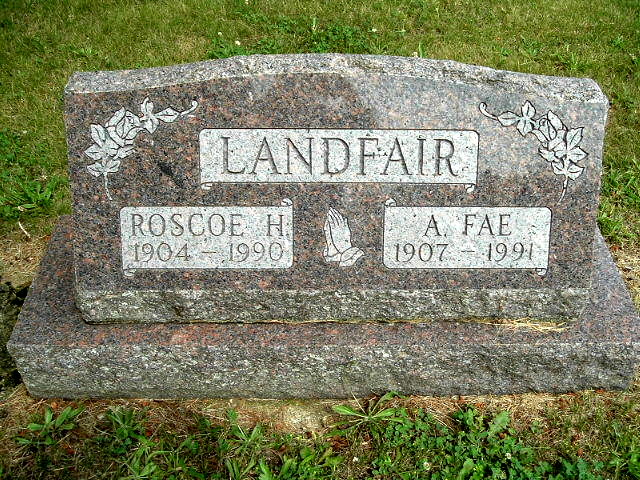 LANDFAIR
ROSCOE H.
1904 - 1990
A. FAE
1907 - 1991